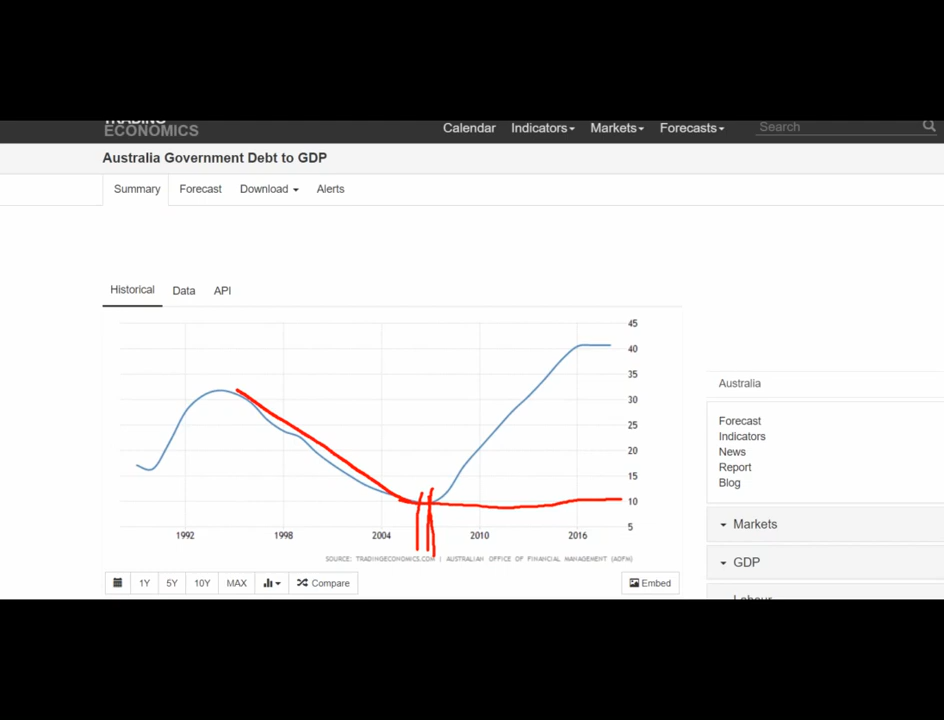 TRADING
ECONOMICS
Calendar Indicators Markets Forecasts Search
Australia Government Debt to GDP
Summary Forecast Download Alerts
Historical Data API
45
40
35
30
25
20
15
10
5
1992 1998 2004 2010 2016
SOURCE: TRADINGECONOMICS.COM | AUSTRALIAN OFFICE OF FINANCIAL MANAGEMENT (AOFM)
1Y 5Y 10Y MAX Compare Embed
Australia
Forecast
Indicators
News
Report
Blog
Markets
GDP
Labour